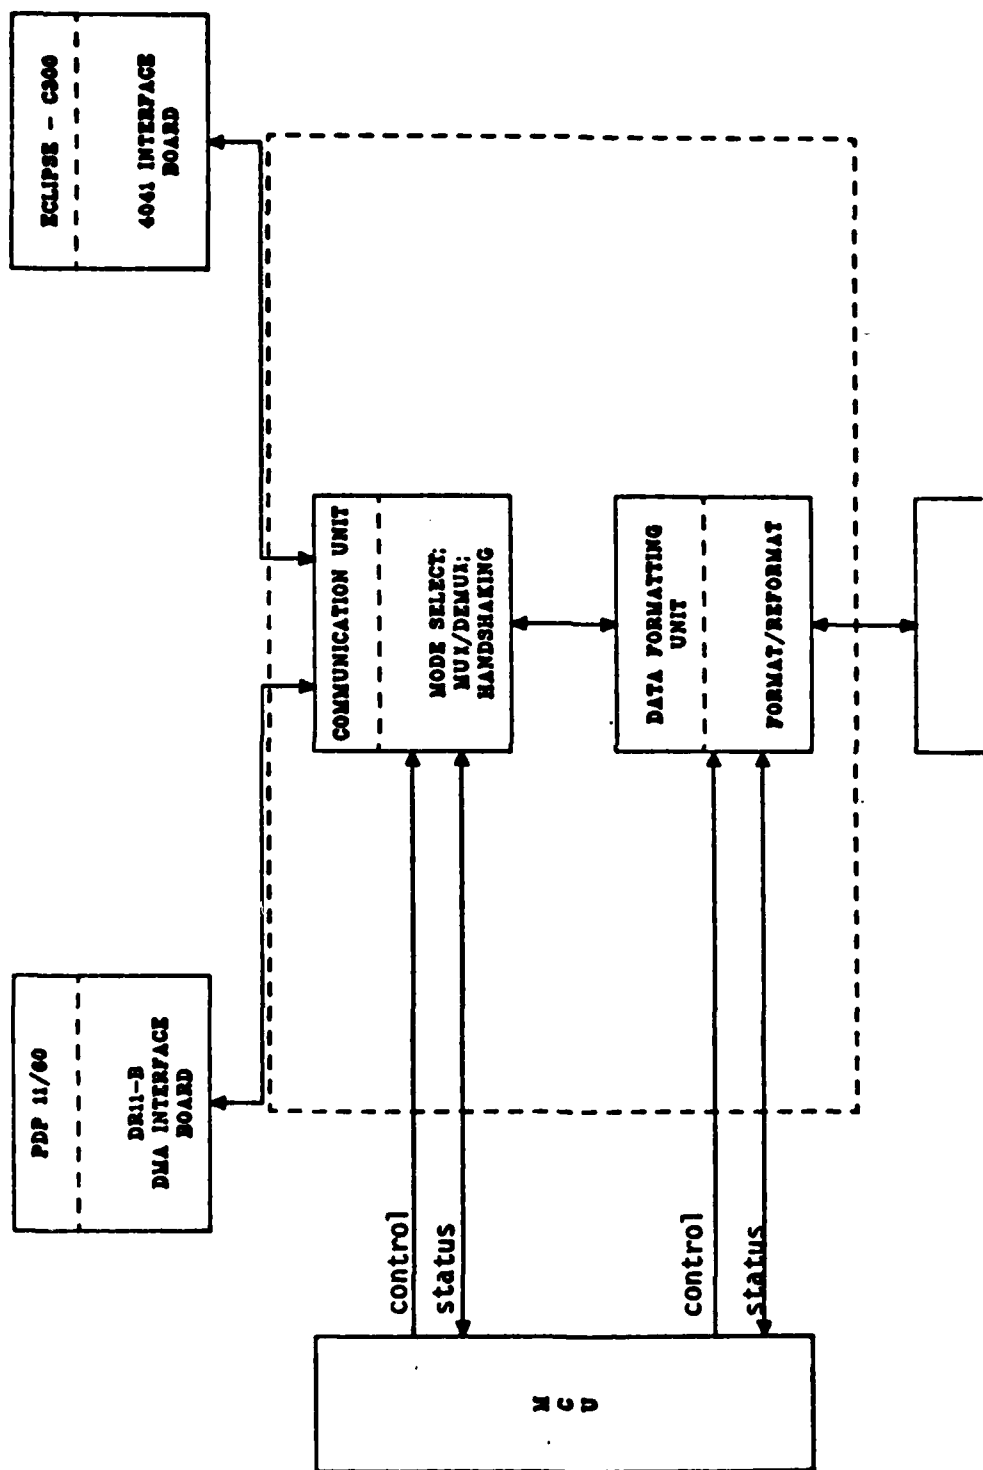 PDP 11/60
DR11-B
DMA INTERFACE
BOARD
ECLIPSE - C300
4041 INTERFACE
BOARD
COMMUNICATION UNIT
MODE SELECT;
MUX/DEMUX;
HANDSHAKING
control
status
DATA FORMATTING
UNIT
FORMAT/REFORMAT
control
status
M
C
U